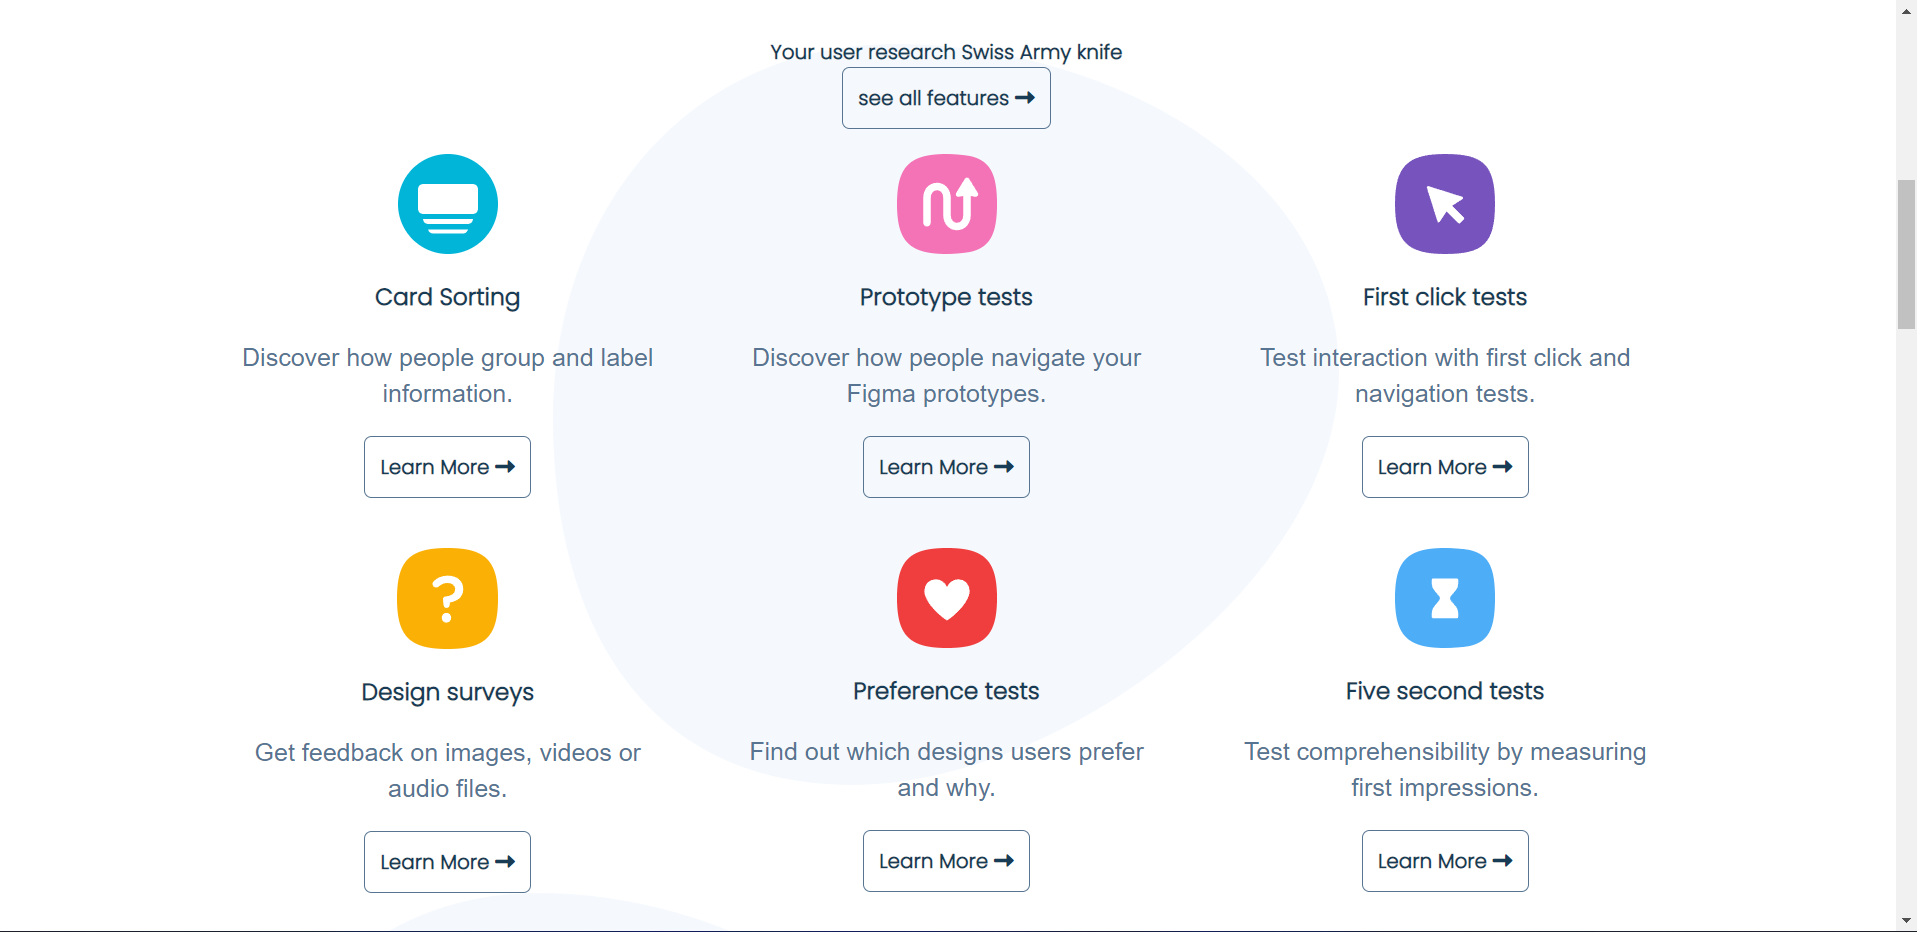 Your user research Swiss Army knife
see all features
Card Sorting
Discover how people group and label
information.
Learn More
Prototype tests
Discover how people navigate your
Figma prototypes.
Learn More
First click tests
Test interaction with first click and
navigation tests.
Learn More
?
Design surveys
Get feedback on images, videos or
audio files.
Learn More
Preference tests
Find out which designs users prefer
and why.
Learn More
Five second tests
Test comprehensibility by measuring
first impressions.
Learn More